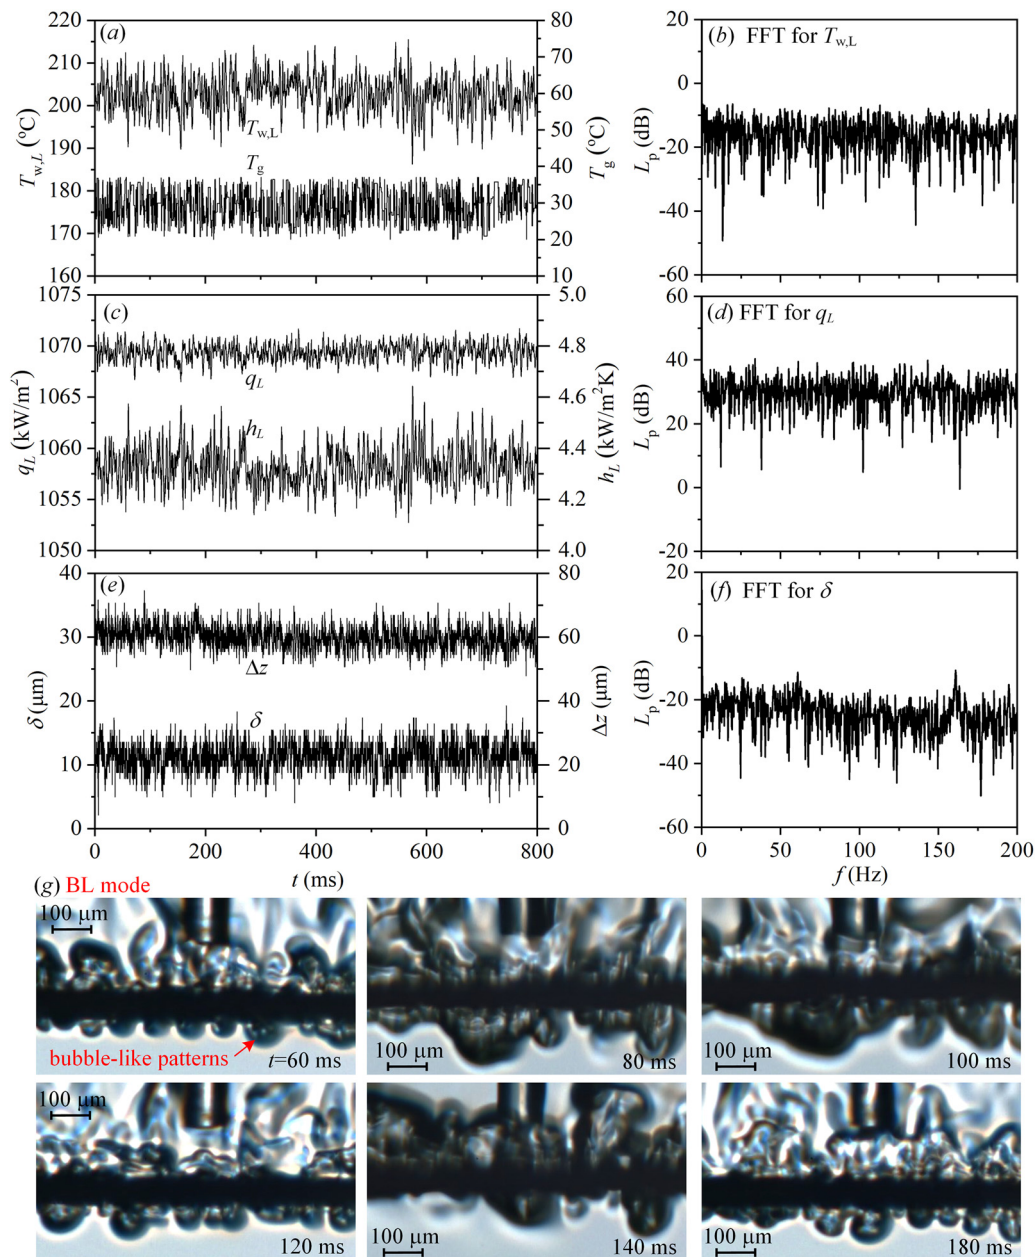 (a)
220
210
200
190
180
170
160
T_w,L (°C)
T_w,L
T_g
80
70
60
50
40
30
20
10
T_g (°C)
(b) FFT for T_w,L
20
0
-20
-40
-60
L_p (dB)
(c)
1075
1070
1065
1060
1055
1050
q_L (kW/m²)
q_L
h_L
5.0
4.8
4.6
4.4
4.2
4.0
h_L (kW/m²K)
(d) FFT for q_L
60
40
20
0
-20
L_p (dB)
(e)
40
30
20
10
0
δ (μm)
Δz
δ
80
60
40
20
0
Δz (μm)
0 200 400 600 800
t (ms)
(f) FFT for δ
20
0
-20
-40
-60
L_p (dB)
0 50 100 150 200
f (Hz)
(g) BL mode
100 μm
bubble-like patterns
t=60 ms
100 μm
80 ms
100 μm
100 ms
100 μm
120 ms
100 μm
140 ms
100 μm
180 ms